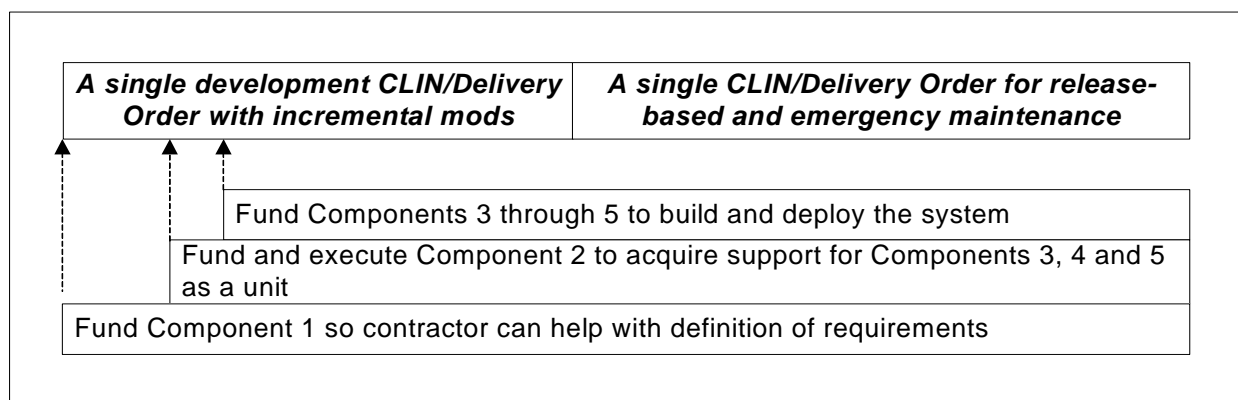 A single development CLIN/Delivery
Order with incremental mods
A single CLIN/Delivery Order for release-
based and emergency maintenance
Fund Components 3 through 5 to build and deploy the system
Fund and execute Component 2 to acquire support for Components 3, 4 and 5
as a unit
Fund Component 1 so contractor can help with definition of requirements